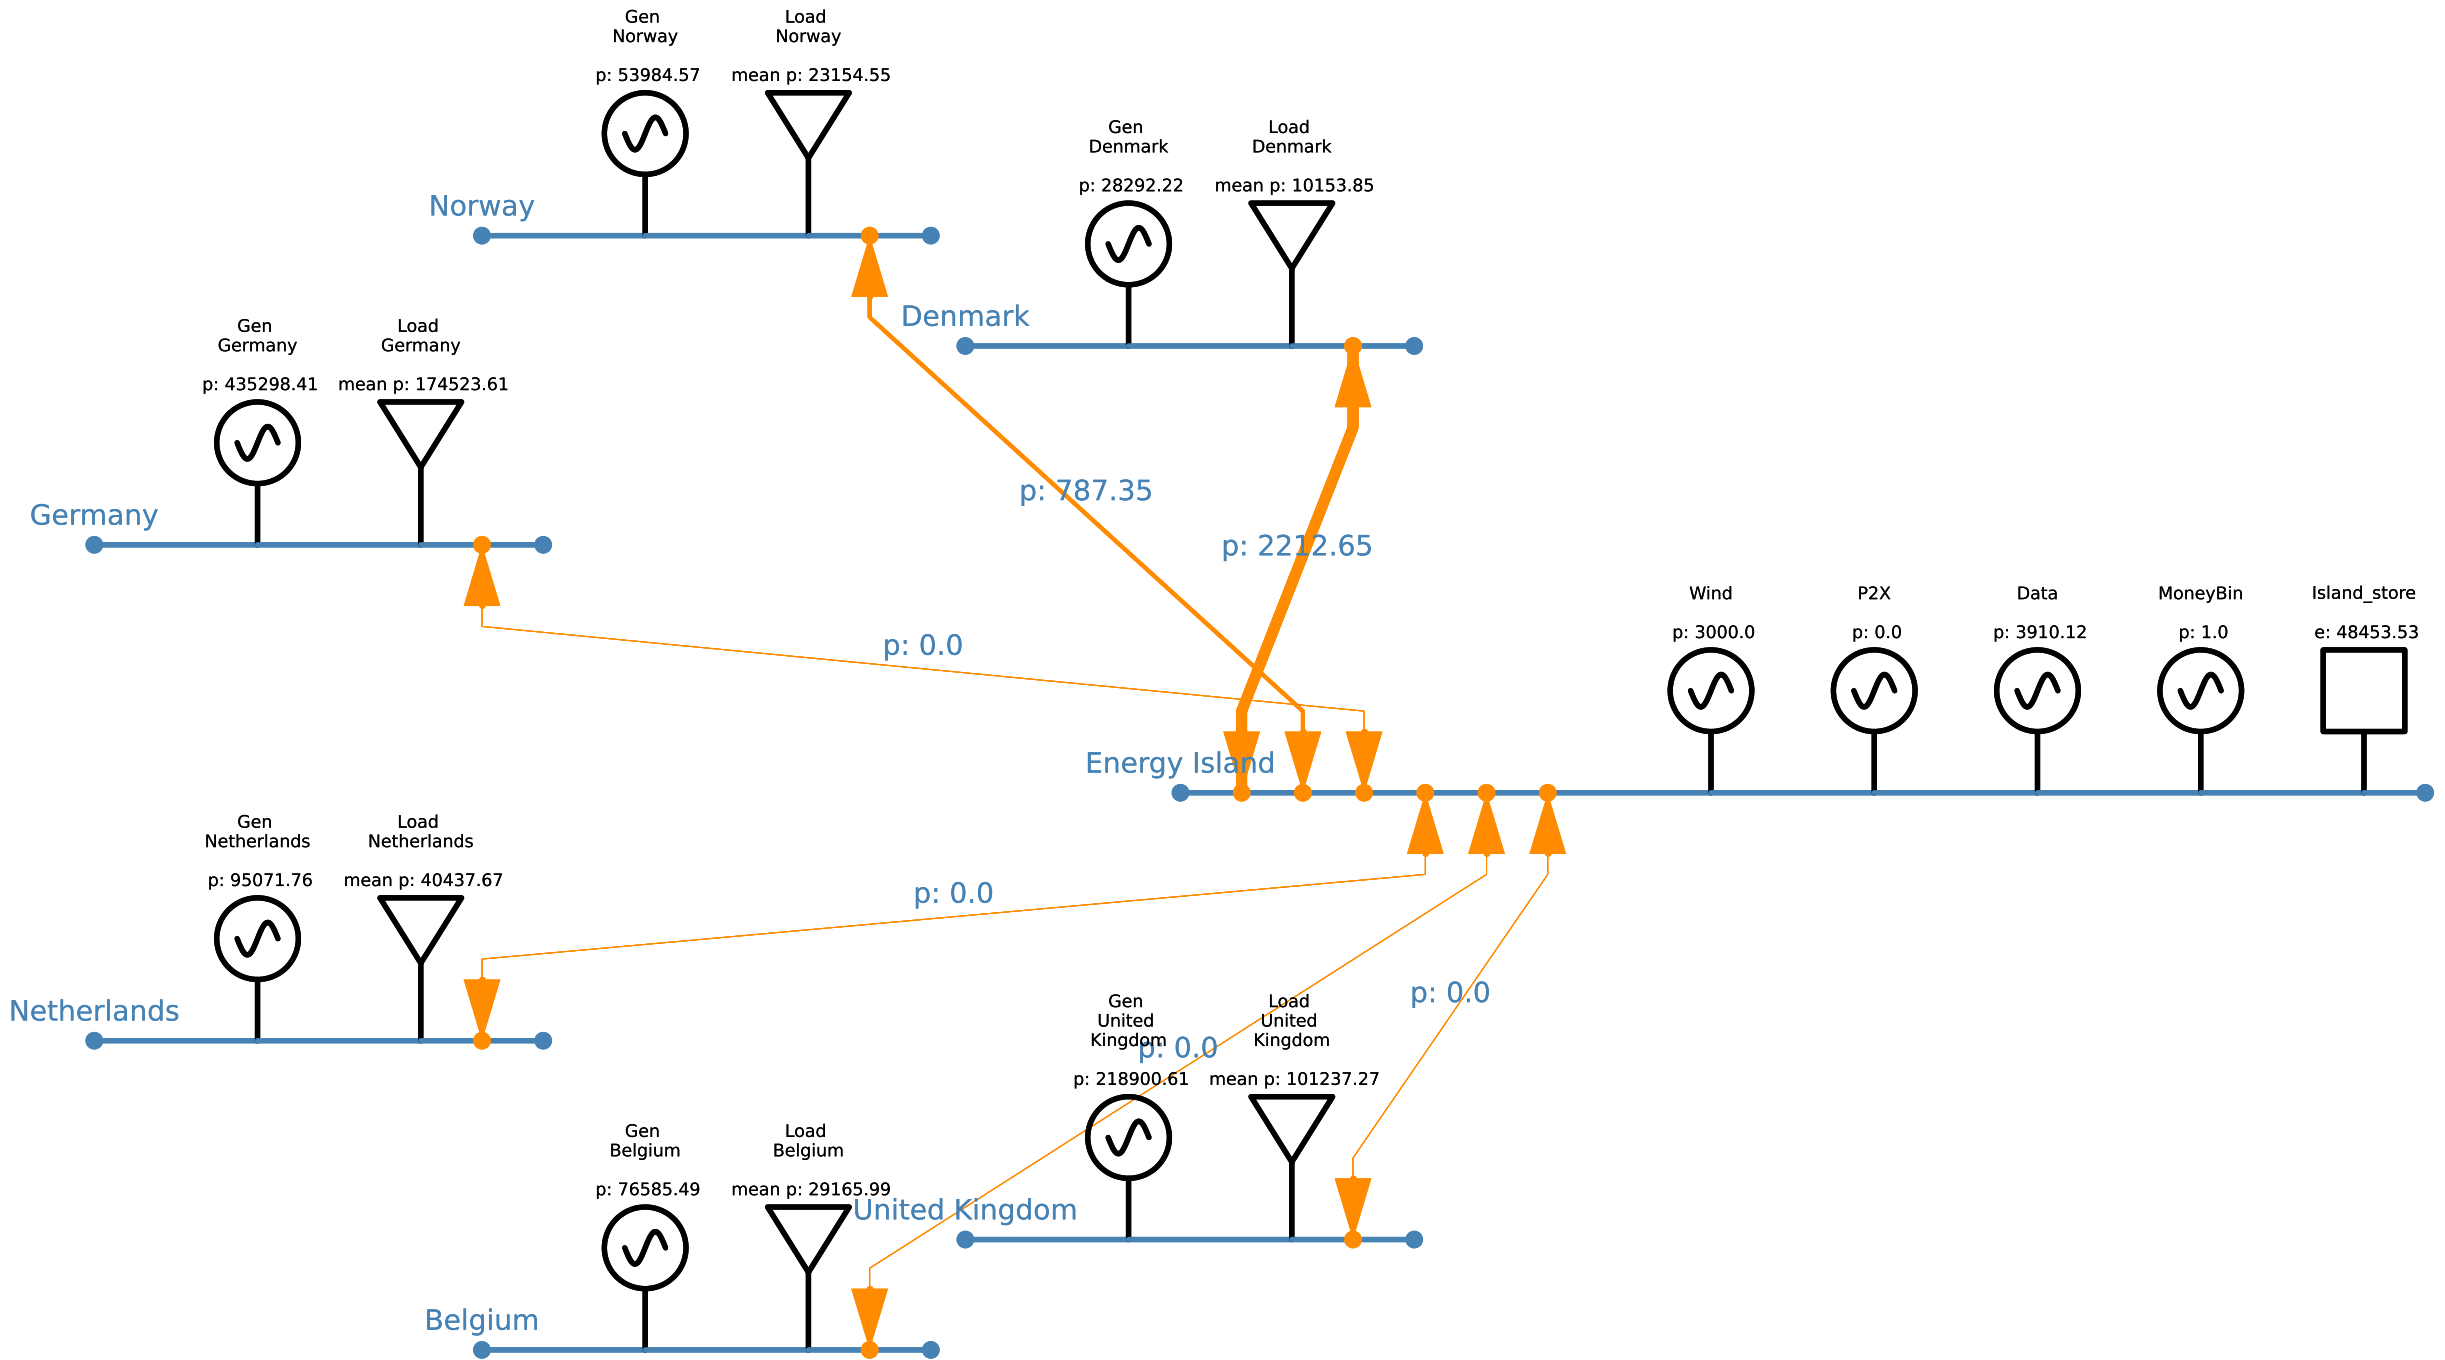 Gen
Norway
p: 53984.57
Load
Norway
mean p: 23154.55
Norway
Gen
Denmark
p: 28292.22
Load
Denmark
mean p: 10153.85
Denmark
Gen
Germany
p: 435298.41
Load
Germany
mean p: 174523.61
Germany
p: 787.35
p: 2212.65
p: 0.0
Wind
p: 3000.0
P2X
p: 0.0
Data
p: 3910.12
MoneyBin
p: 1.0
Island_store
e: 48453.53
Energy Island
Gen
Netherlands
p: 95071.76
Load
Netherlands
mean p: 40437.67
Netherlands
p: 0.0
p: 0.0
p: 0.0
Gen
United
Kingdom
p: 218900.61
Load
United
Kingdom
mean p: 101237.27
United Kingdom
Gen
Belgium
p: 76585.49
Load
Belgium
mean p: 29165.99
Belgium